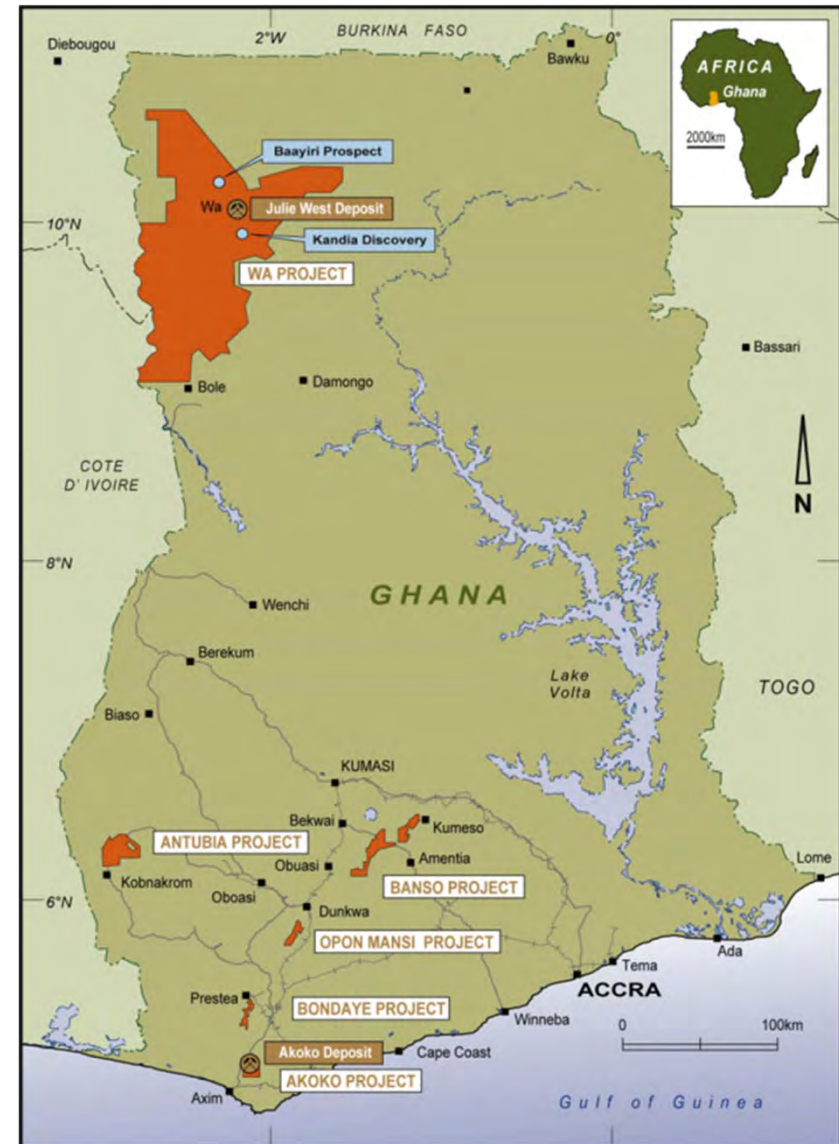 BURKINA FASO
Diebougou
2°W
0°
Bawku
AFRICA
Ghana
2000km
Baayiri Prospect
Wa
Julie West Deposit
10°N
Kandia Discovery
WA PROJECT
Bassari
Bole
Damongo
COTE
D' IVOIRE
N
8°N
GHANA
Wenchi
Berekum
Lake
Volta
TOGO
Biaso
KUMASI
Bekwai
Kumeso
ANTUBIA PROJECT
Obuasi
Amentia
Lome
Kobnakrom
Oboasi
BANSO PROJECT
6°N
Dunkwa
OPON MANSI PROJECT
Ada
Tema
ACCRA
Prestea
BONDAYE PROJECT
Winneba
0
100km
Akoko Deposit
Cape Coast
AKOKO PROJECT
Axim
Gulf of Guinea